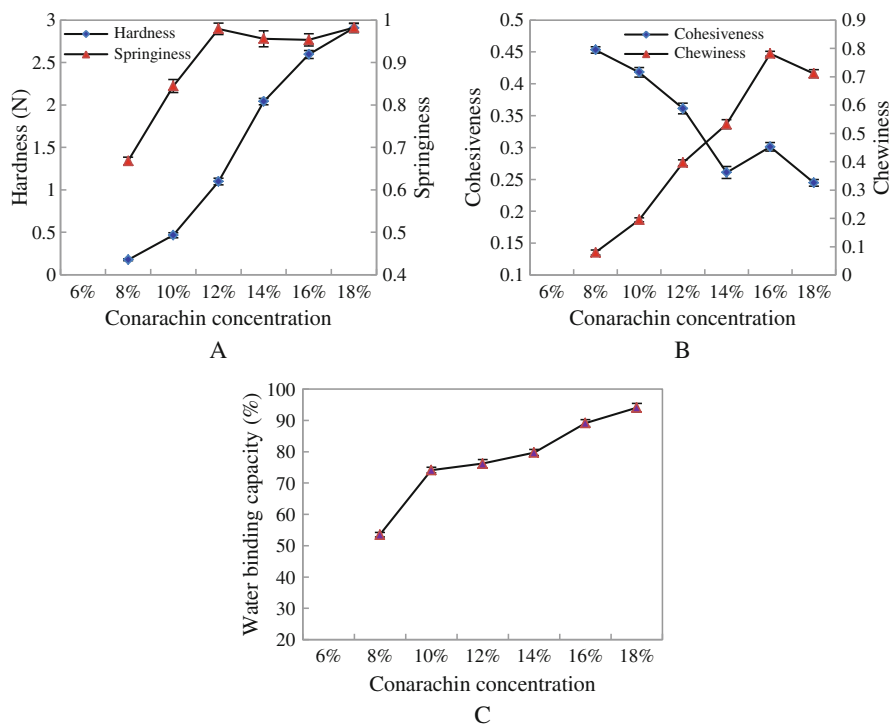 Hardness
Springiness
Hardness (N)
3
2.5
2
1.5
1
0.5
0
Springiness
1
0.9
0.8
0.7
0.6
0.5
0.4
6% 8% 10% 12% 14% 16% 18%
Conarachin concentration
A
Cohesiveness
Chewiness
Cohesiveness
0.5
0.45
0.4
0.35
0.3
0.25
0.2
0.15
0.1
Chewiness
0.9
0.8
0.7
0.6
0.5
0.4
0.3
0.2
0.1
0
6% 8% 10% 12% 14% 16% 18%
Conarachin concentration
B
Water binding capacity (%)
100
90
80
70
60
50
40
30
20
6% 8% 10% 12% 14% 16% 18%
Conarachin concentration
C